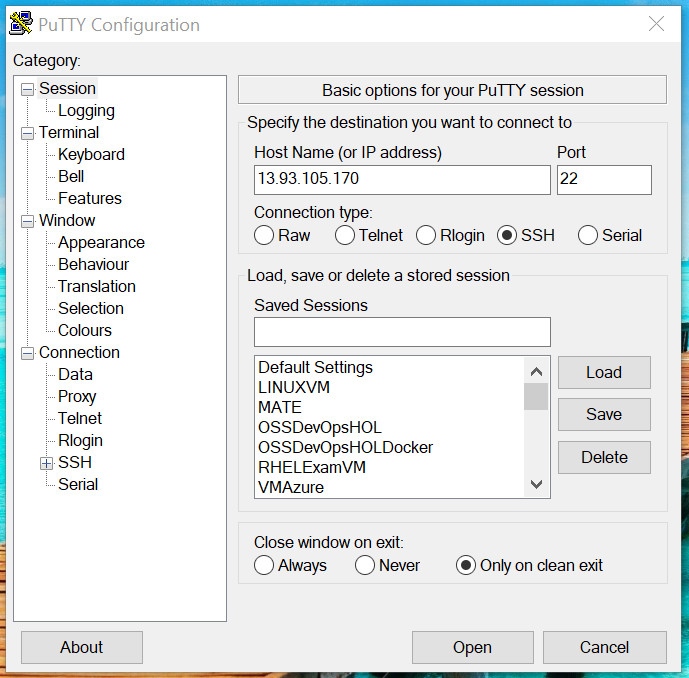 PuTTY Configuration
Category:
Session
Logging
Terminal
Keyboard
Bell
Features
Window
Appearance
Behaviour
Translation
Selection
Colours
Connection
Data
Proxy
Telnet
Rlogin
SSH
Serial
Basic options for your PuTTY session
Specify the destination you want to connect to
Host Name (or IP address) Port
13.93.105.170 22
Connection type:
Raw Telnet Rlogin SSH Serial
Load, save or delete a stored session
Saved Sessions
Default Settings
LINUXVM
MATE
OSSDevOpsHOL
OSSDevOpsHOLDocker
RHELExamVM
VMAzure
Load
Save
Delete
Close window on exit:
Always Never Only on clean exit
About Open Cancel